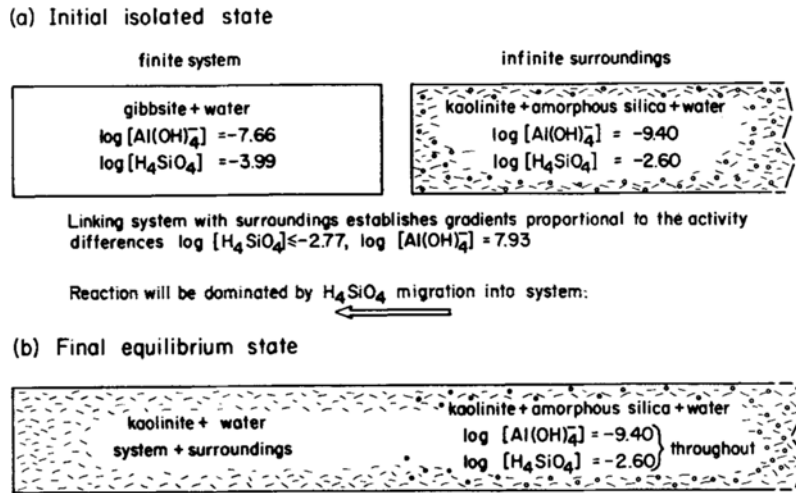 (a) Initial isolated state
finite system
infinite surroundings
gibbsite + water
log [Al(OH)₄⁻] = -7.66
log [H₄SiO₄] = -3.99
kaolinite + amorphous silica + water
log [Al(OH)₄⁻] = -9.40
log [H₄SiO₄] = -2.60
Linking system with surroundings establishes gradients proportional to the activity
differences log [H₄SiO₄]≤-2.77, log [Al(OH)₄⁻] = 7.93
Reaction will be dominated by H₄SiO₄ migration into system:
(b) Final equilibrium state
kaolinite + water
system + surroundings
kaolinite + amorphous silica + water
log [Al(OH)₄⁻] = -9.40
log [H₄SiO₄] = -2.60
throughout